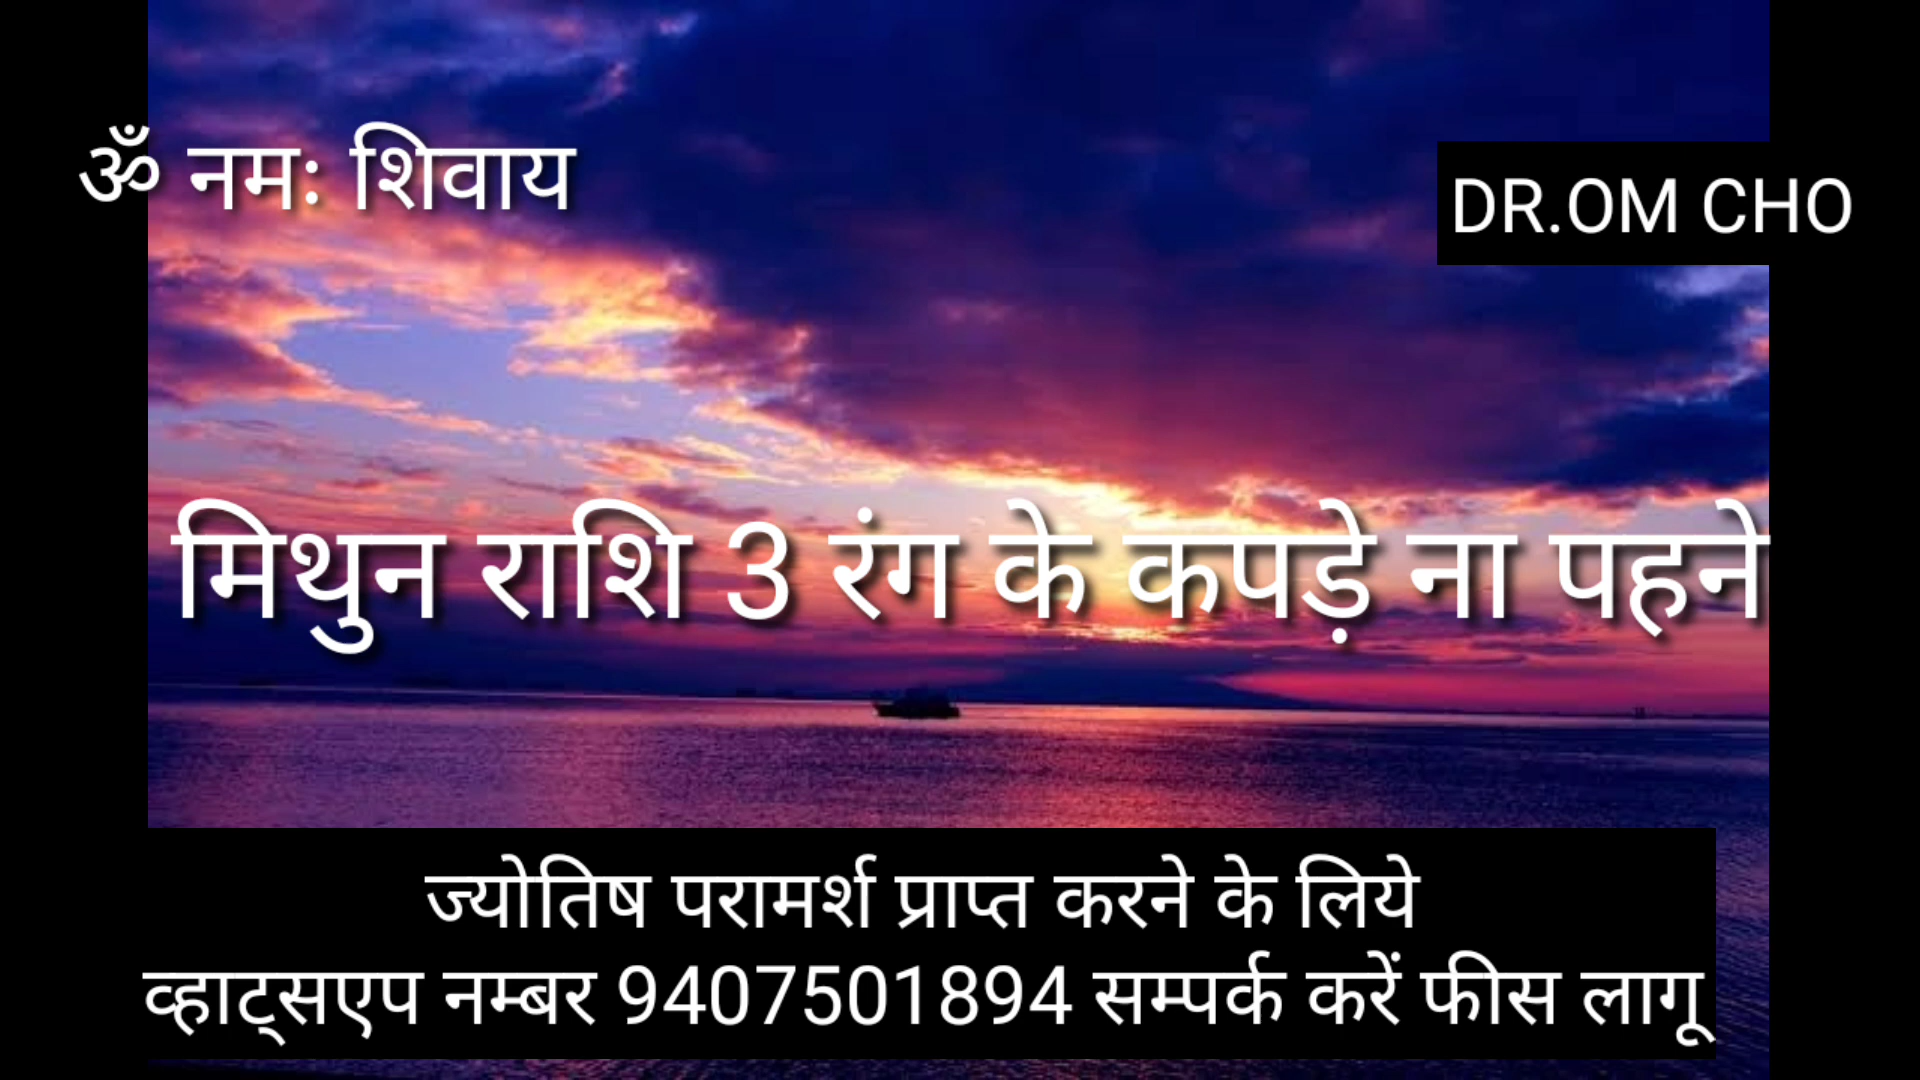 ॐ नमः शिवाय
DR.OM CHO
मिथुन राशि 3 रंग के कपड़े ना पहने
ज्योतिष परामर्श प्राप्त करने के लिये
व्हाट्सएप नम्बर 9407501894 सम्पर्क करें फीस लागू